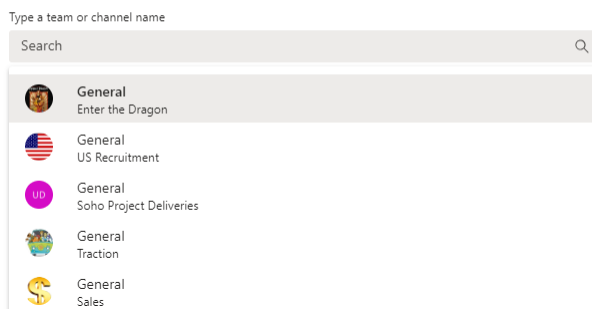 Type a team or channel name
Search
General
Enter the Dragon
General
US Recruitment
UD
General
Soho Project Deliveries
General
Traction
General
Sales